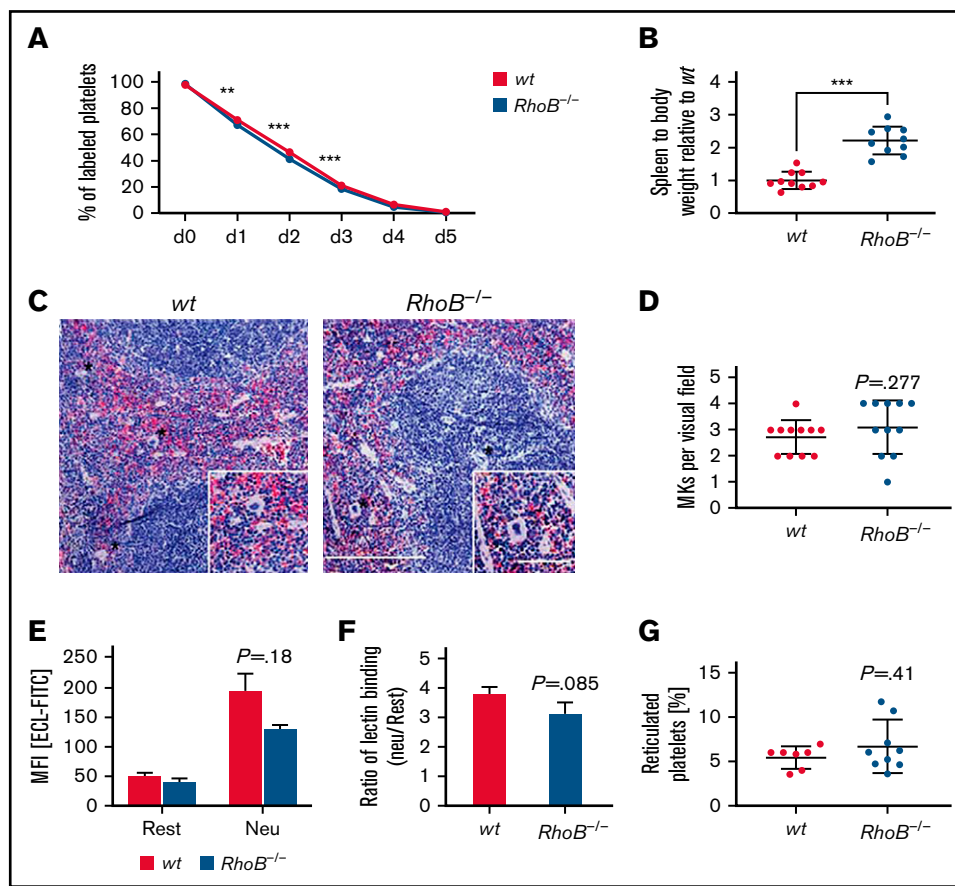 A
% of labeled platelets
100
80
60
40
20
0
**
***
***
d0 d1 d2 d3 d4 d5
wt
RhoB−/−
B
Spleen to body
weight relative to wt
4
3
2
1
0
***
wt RhoB−/−
C
wt RhoB−/−
*
*
*
*
*
D
MKs per visual field
5
4
3
2
1
0
P=.277
wt RhoB−/−
E
MFI [ECL-FITC]
250
200
150
100
50
0
P=.18
Rest Neu
wt RhoB−/−
F
Ratio of lectin binding
(neu/Rest)
5
4
3
2
1
0
P=.085
wt RhoB−/−
G
Reticulated
platelets [%]
15
10
5
0
P=.41
wt RhoB−/−